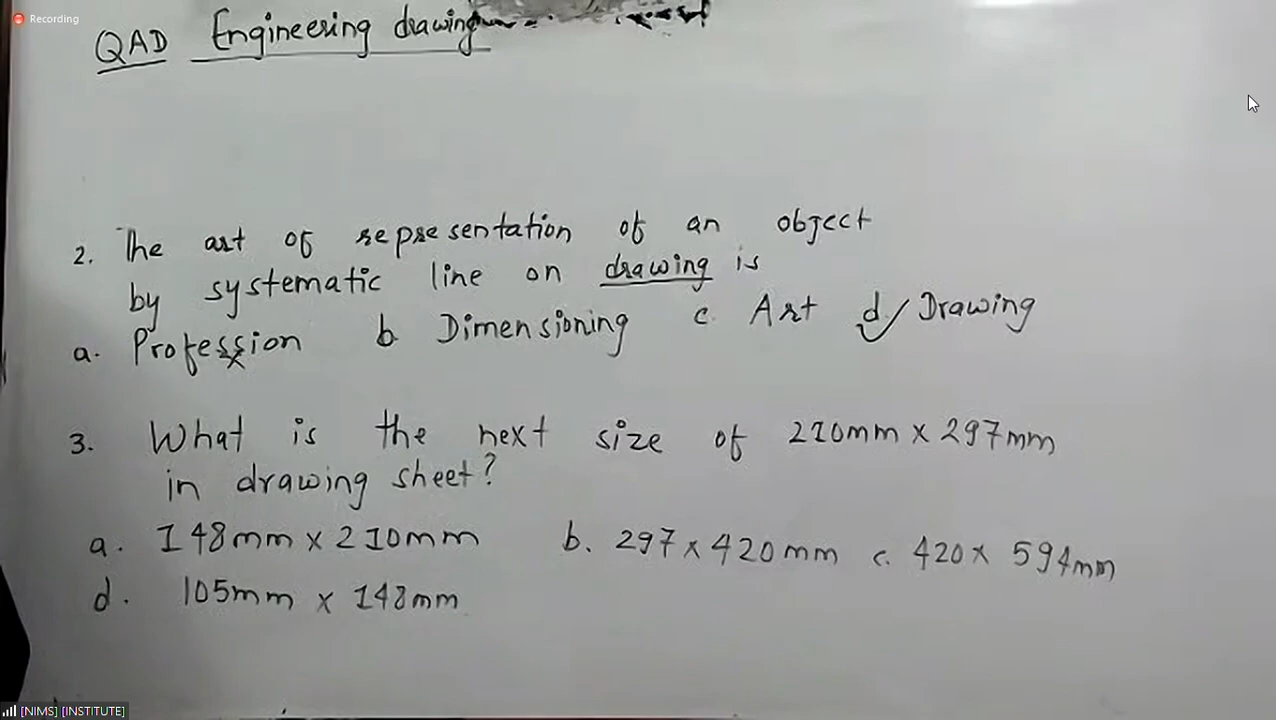 Recording
QAD Engineering drawing
2. The art of representation of an object
by systematic line on drawing is
a. Profession b. Dimensioning c. Art d. Drawing
3. What is the next size of 210mm x 297mm
in drawing sheet?
a. 148mm x 210mm b. 297 x 420mm c. 420 x 594mm
d. 105mm x 148mm
[NIMS] [INSTITUTE]